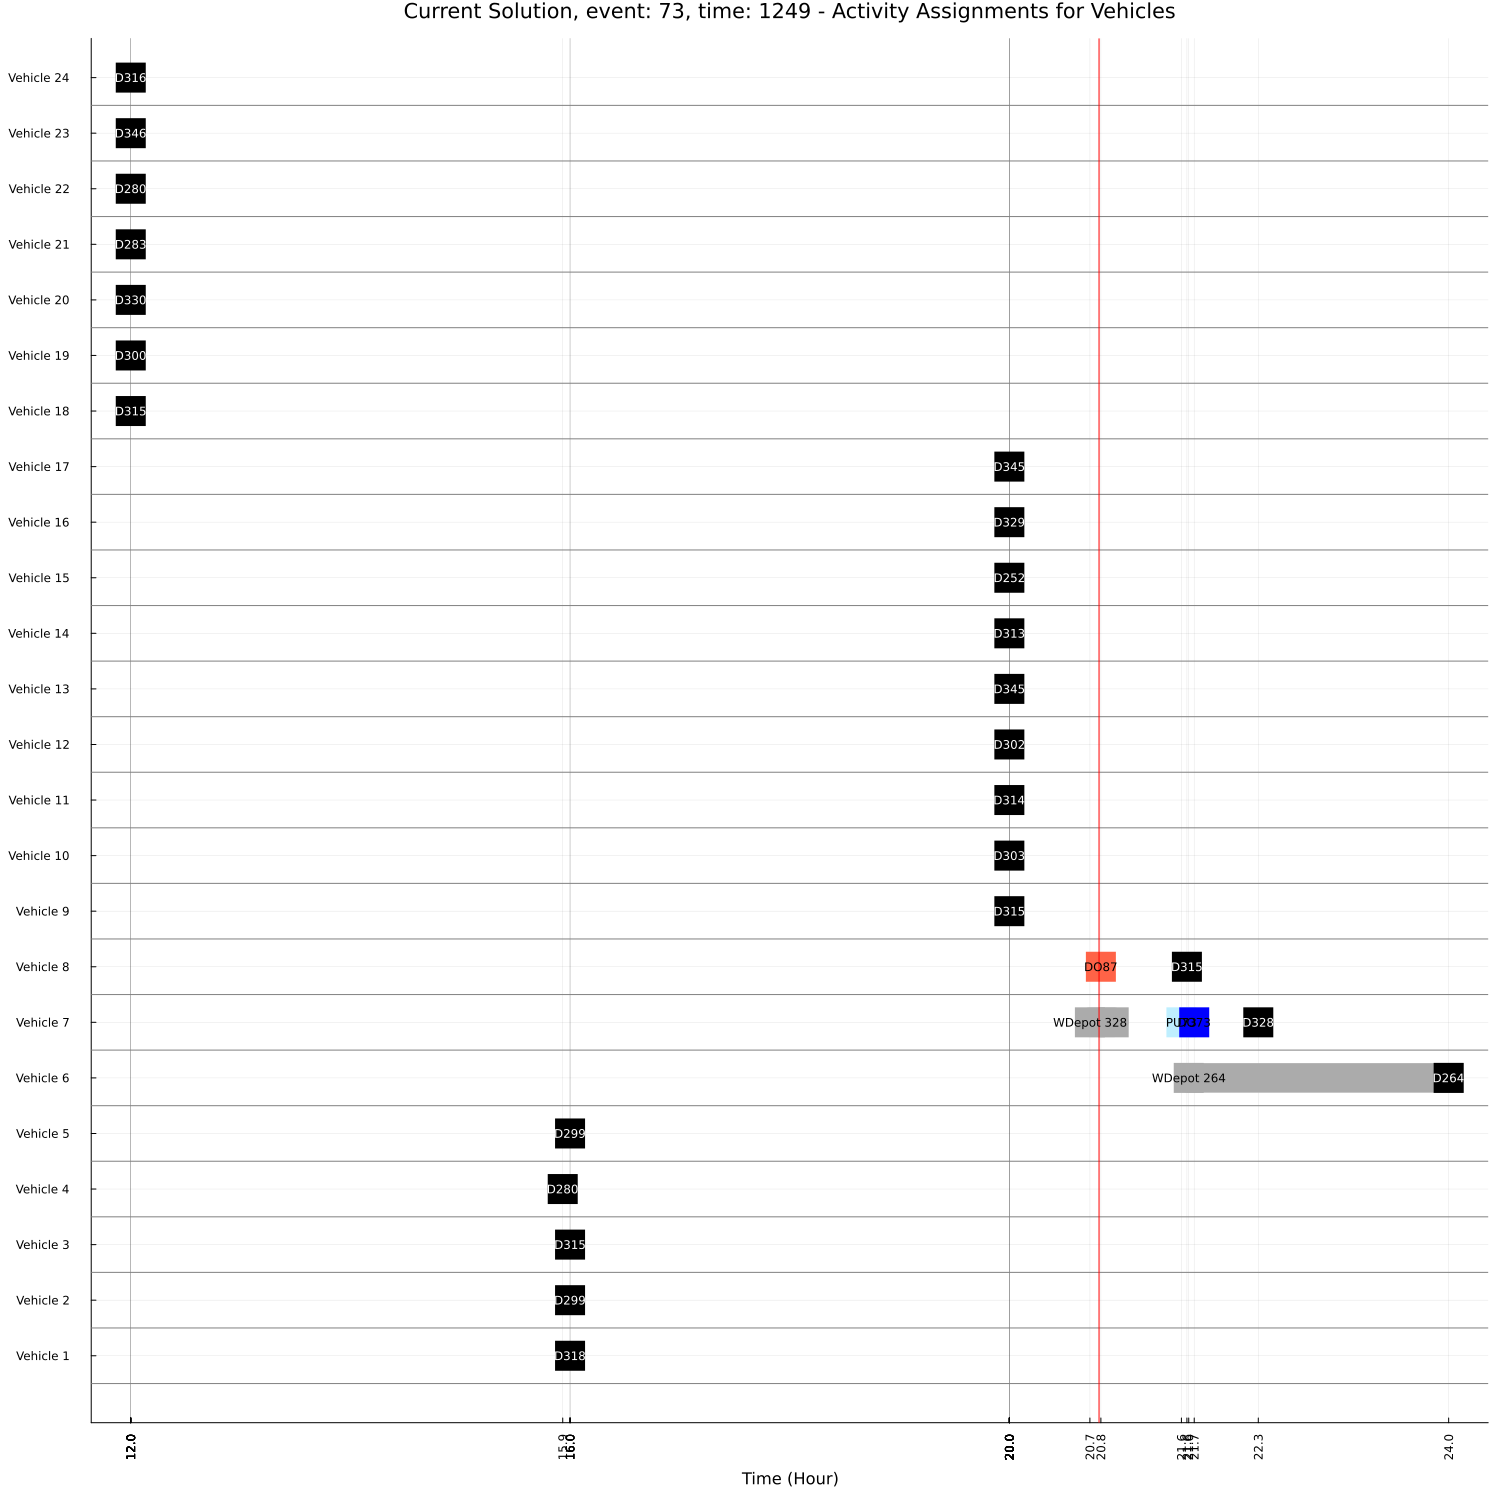 Current Solution, event: 73, time: 1249 - Activity Assignments for Vehicles
Vehicle 24
D316
Vehicle 23
D346
Vehicle 22
D280
Vehicle 21
D283
Vehicle 20
D330
Vehicle 19
D300
Vehicle 18
D315
Vehicle 17
D345
Vehicle 16
D329
Vehicle 15
D252
Vehicle 14
D313
Vehicle 13
D345
Vehicle 12
D302
Vehicle 11
D314
Vehicle 10
D303
Vehicle 9
D315
Vehicle 8
DO87
D315
Vehicle 7
WDepot 328
D328
Vehicle 6
WDepot 264
D264
Vehicle 5
D299
Vehicle 4
D280
Vehicle 3
D315
Vehicle 2
D299
Vehicle 1
D318
12.0
15.9
16.0
20.0
20.7
20.8
21.6
21.7
22.3
24.0
Time (Hour)